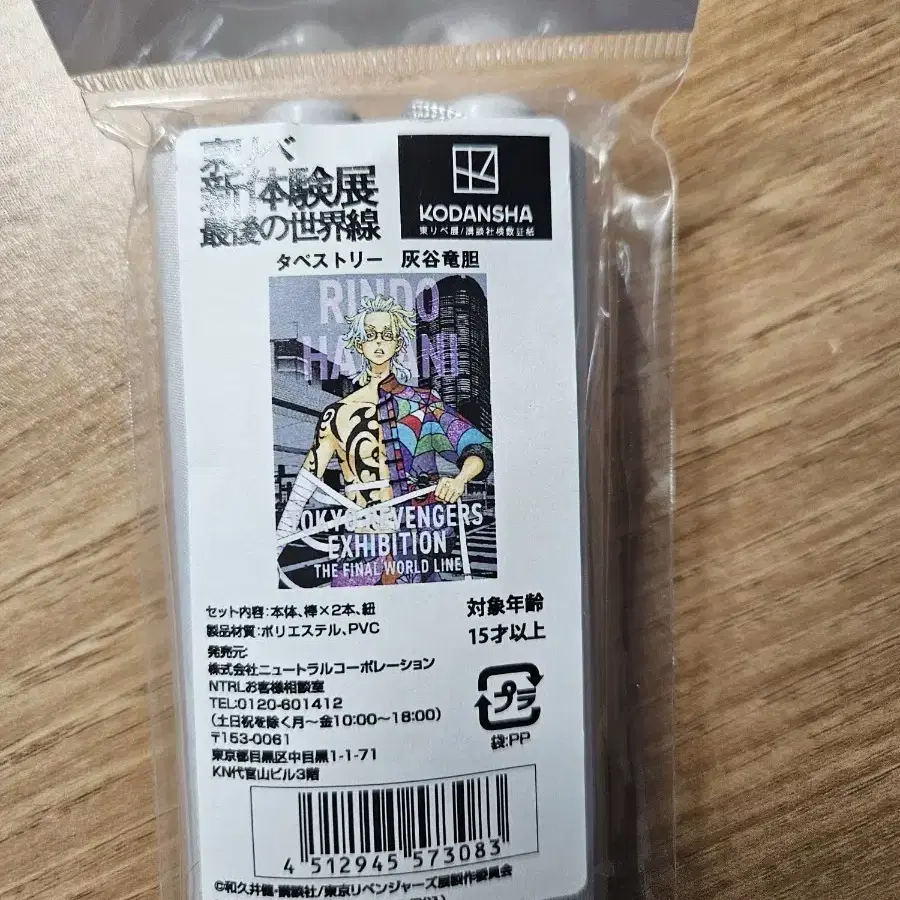 東リベ
新体験展
最後の世界線
KODANSHA
東リベ展/講談社検数証紙
タペストリー 灰谷竜胆
RINDO
HAITANI
TOKYO REVENGERS
EXHIBITION
THE FINAL WORLD LINE
セット内容:本体、棒×2本、紐
製品材質:ポリエステル、PVC
対象年齢
15才以上
発売元:
株式会社ニュートラルコーポレーション
NTRLお客様相談室
TEL:0120-601412
(土日祝を除く月～金10:00～18:00)
〒153-0061
東京都目黒区中目黒1-1-71
KN代官山ビル3階
プラ
袋:PP
4 512945 573083
©和久井健・講談社/東京リベンジャーズ展製作委員会